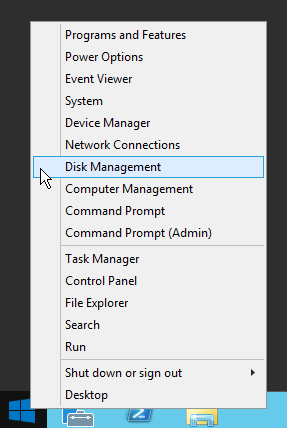 Programs and Features
Power Options
Event Viewer
System
Device Manager
Network Connections
Disk Management
Computer Management
Command Prompt
Command Prompt (Admin)
Task Manager
Control Panel
File Explorer
Search
Run
Shut down or sign out
Desktop